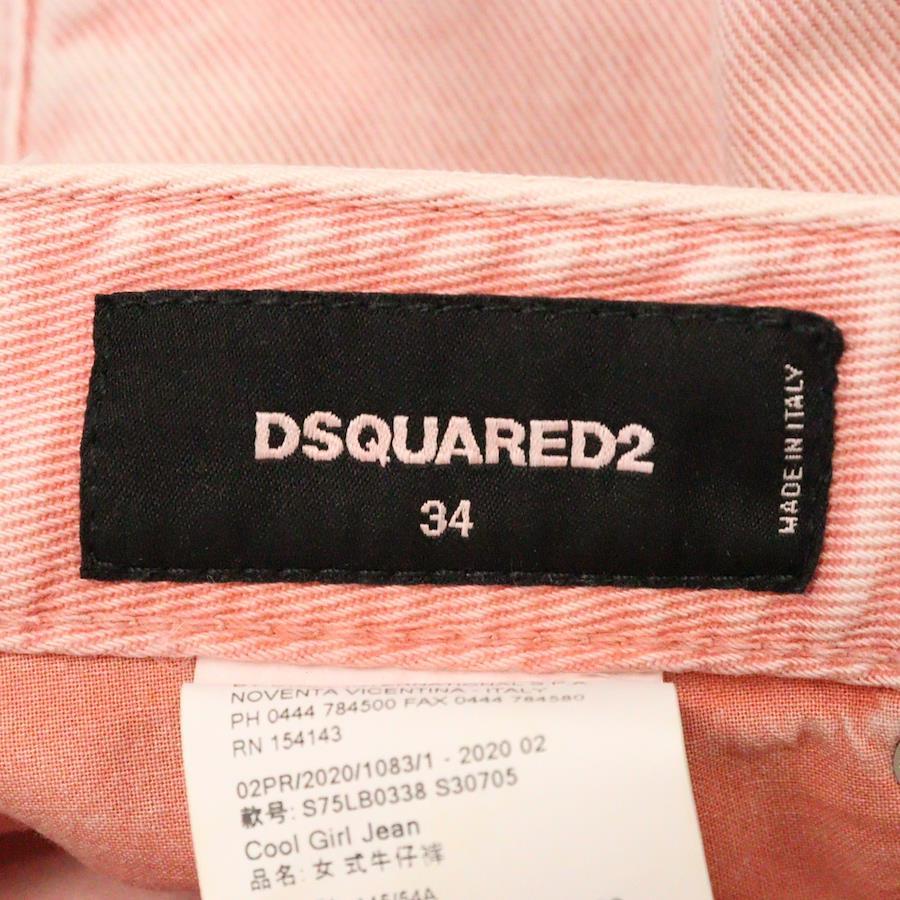 DSQUARED2
34
MADE IN ITALY
NOVENTA VICENTINA - ITALY
PH 0444 784500 FAX 0444 784580
RN 154143
02PR/2020/1083/1 - 2020 02
款号: S75LB0338 S30705
Cool Girl Jean
品名: 女式牛仔裤